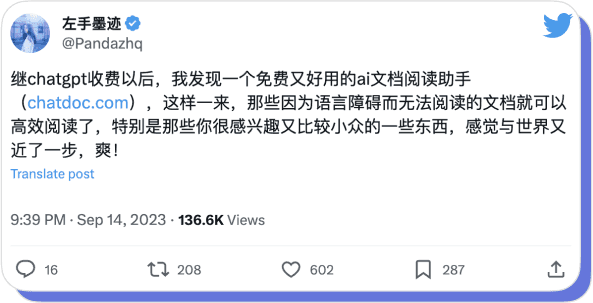 左手墨迹
@Pandazhq
继chatgpt收费以后，我发现一个免费又好用的ai文档阅读助手
（chatdoc.com），这样一来，那些因为语言障碍而无法阅读的文档就可以
高效阅读了，特别是那些你很感兴趣又比较小众的一些东西，感觉与世界又
近了一步，爽！
Translate post
9:39 PM · Sep 14, 2023 · 136.6K Views
16 208 602 287